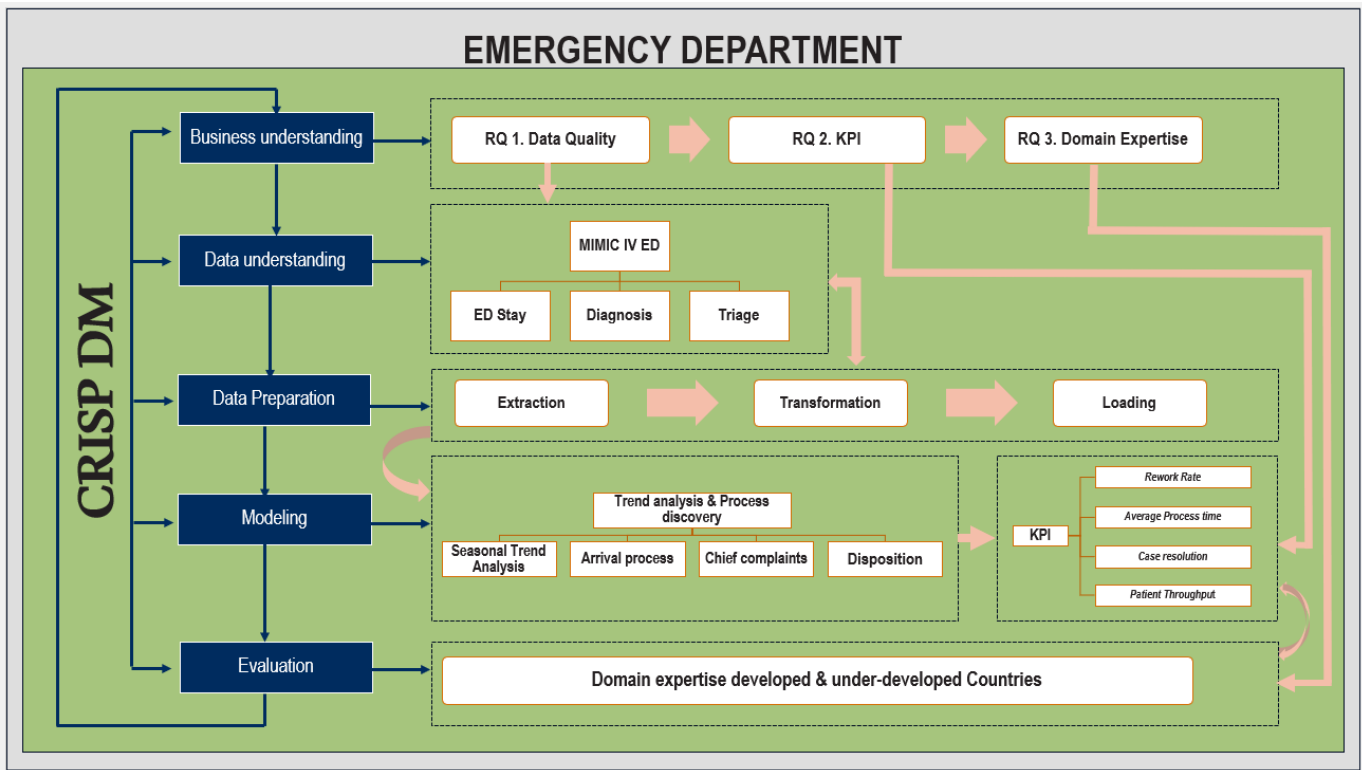 EMERGENCY DEPARTMENT
CRISP DM
Business understanding
RQ 1. Data Quality
RQ 2. KPI
RQ 3. Domain Expertise
Data understanding
MIMIC IV ED
ED Stay
Diagnosis
Triage
Data Preparation
Extraction
Transformation
Loading
Modeling
Trend analysis & Process
discovery
Seasonal Trend
Analysis
Arrival process
Chief complaints
Disposition
KPI
Rework Rate
Average Process time
Case resolution
Patient Throughput
Evaluation
Domain expertise developed & under-developed Countries